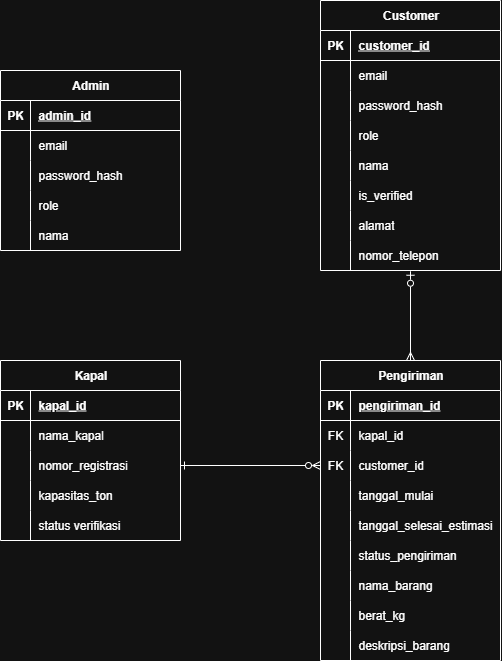 Customer
PK customer_id
email
password_hash
role
nama
is_verified
alamat
nomor_telepon
Admin
PK admin_id
email
password_hash
role
nama
Kapal
PK kapal_id
nama_kapal
nomor_registrasi
kapasitas_ton
status verifikasi
Pengiriman
PK pengiriman_id
FK kapal_id
FK customer_id
tanggal_mulai
tanggal_selesai_estimasi
status_pengiriman
nama_barang
berat_kg
deskripsi_barang